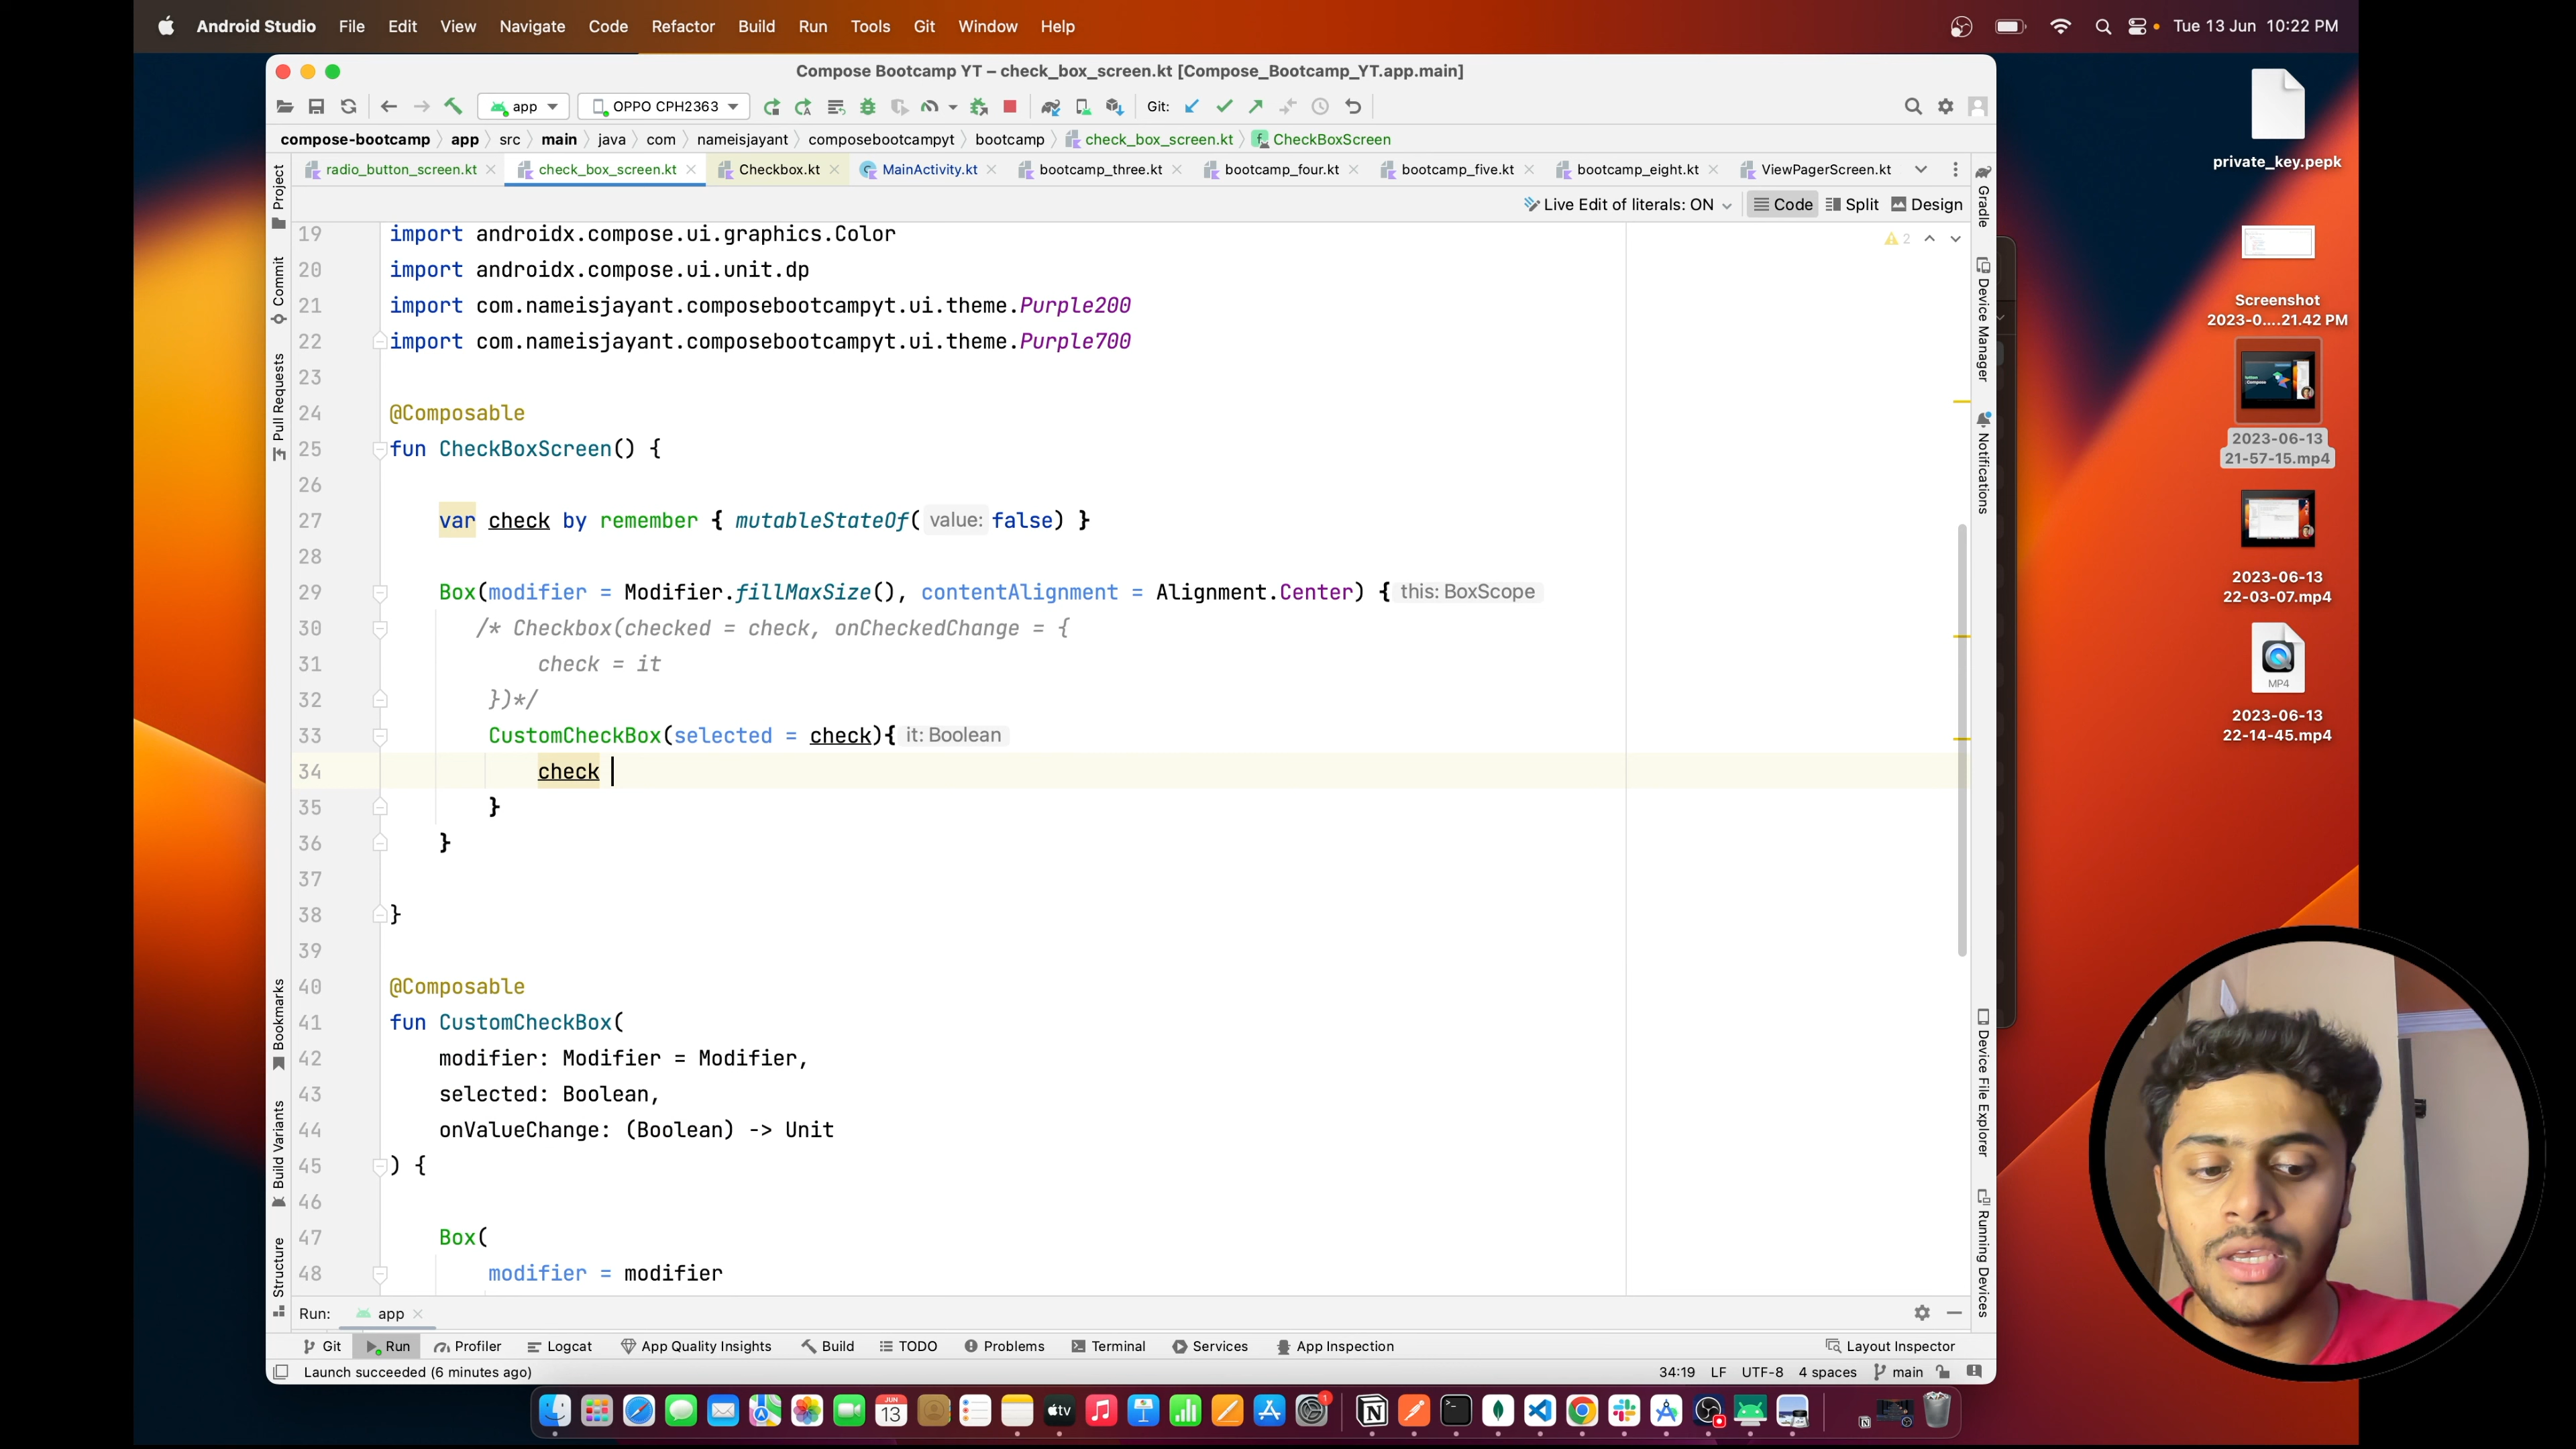 Android Studio File Edit View Navigate Code Build Refactor Run Tools Git Window Help
Tue 13 Jun 10:22 PM
Compose Bootcamp YT – check_box_screen.kt [Compose_Bootcamp_YT.app.main]
app OPPO CPH2363 Git:
compose-bootcamp app src main java com nameisjayant composebootcampyt bootcamp check_box_screen.kt CheckBoxScreen
radio_button_screen.kt check_box_screen.kt Checkbox.kt MainActivity.kt bootcamp_three.kt bootcamp_four.kt bootcamp_five.kt bootcamp_eight.kt ViewPagerScreen.kt
Live Edit of literals: ON Code Split Design
2
19 import androidx.compose.ui.graphics.Color
20 import androidx.compose.ui.unit.dp
21 import com.nameisjayant.composebootcampyt.ui.theme.Purple200
22 import com.nameisjayant.composebootcampyt.ui.theme.Purple700
23
24 @Composable
25 fun CheckBoxScreen() {
26
27 var check by remember { mutableStateOf( value: false) }
28
29 Box(modifier = Modifier.fillMaxSize(), contentAlignment = Alignment.Center) { this: BoxScope
30 /* Checkbox(checked = check, onCheckedChange = {
31 check = it
32 })*/
33 CustomCheckBox(selected = check){ it: Boolean
34 check
35 }
36 }
37
38 }
39
40 @Composable
41 fun CustomCheckBox(
42 modifier: Modifier = Modifier,
43 selected: Boolean,
44 onValueChange: (Boolean) -> Unit
45 ) {
46
47 Box(
48 modifier = modifier
Project
Commit
Pull Requests
Bookmarks
Build Variants
Structure
Gradle
Device Manager
Notifications
Device File Explorer
Running Devices
Run: app
Git Run Profiler Logcat App Quality Insights Build TODO Problems Terminal Services App Inspection Layout Inspector
Launch succeeded (6 minutes ago) 34:19 LF UTF-8 4 spaces main
private_key.pepk
Screenshot
2023-0....21.42 PM
2023-06-13
21-57-15.mp4
2023-06-13
22-03-07.mp4
MP4
2023-06-13
22-14-45.mp4
JUN
13
tv
1